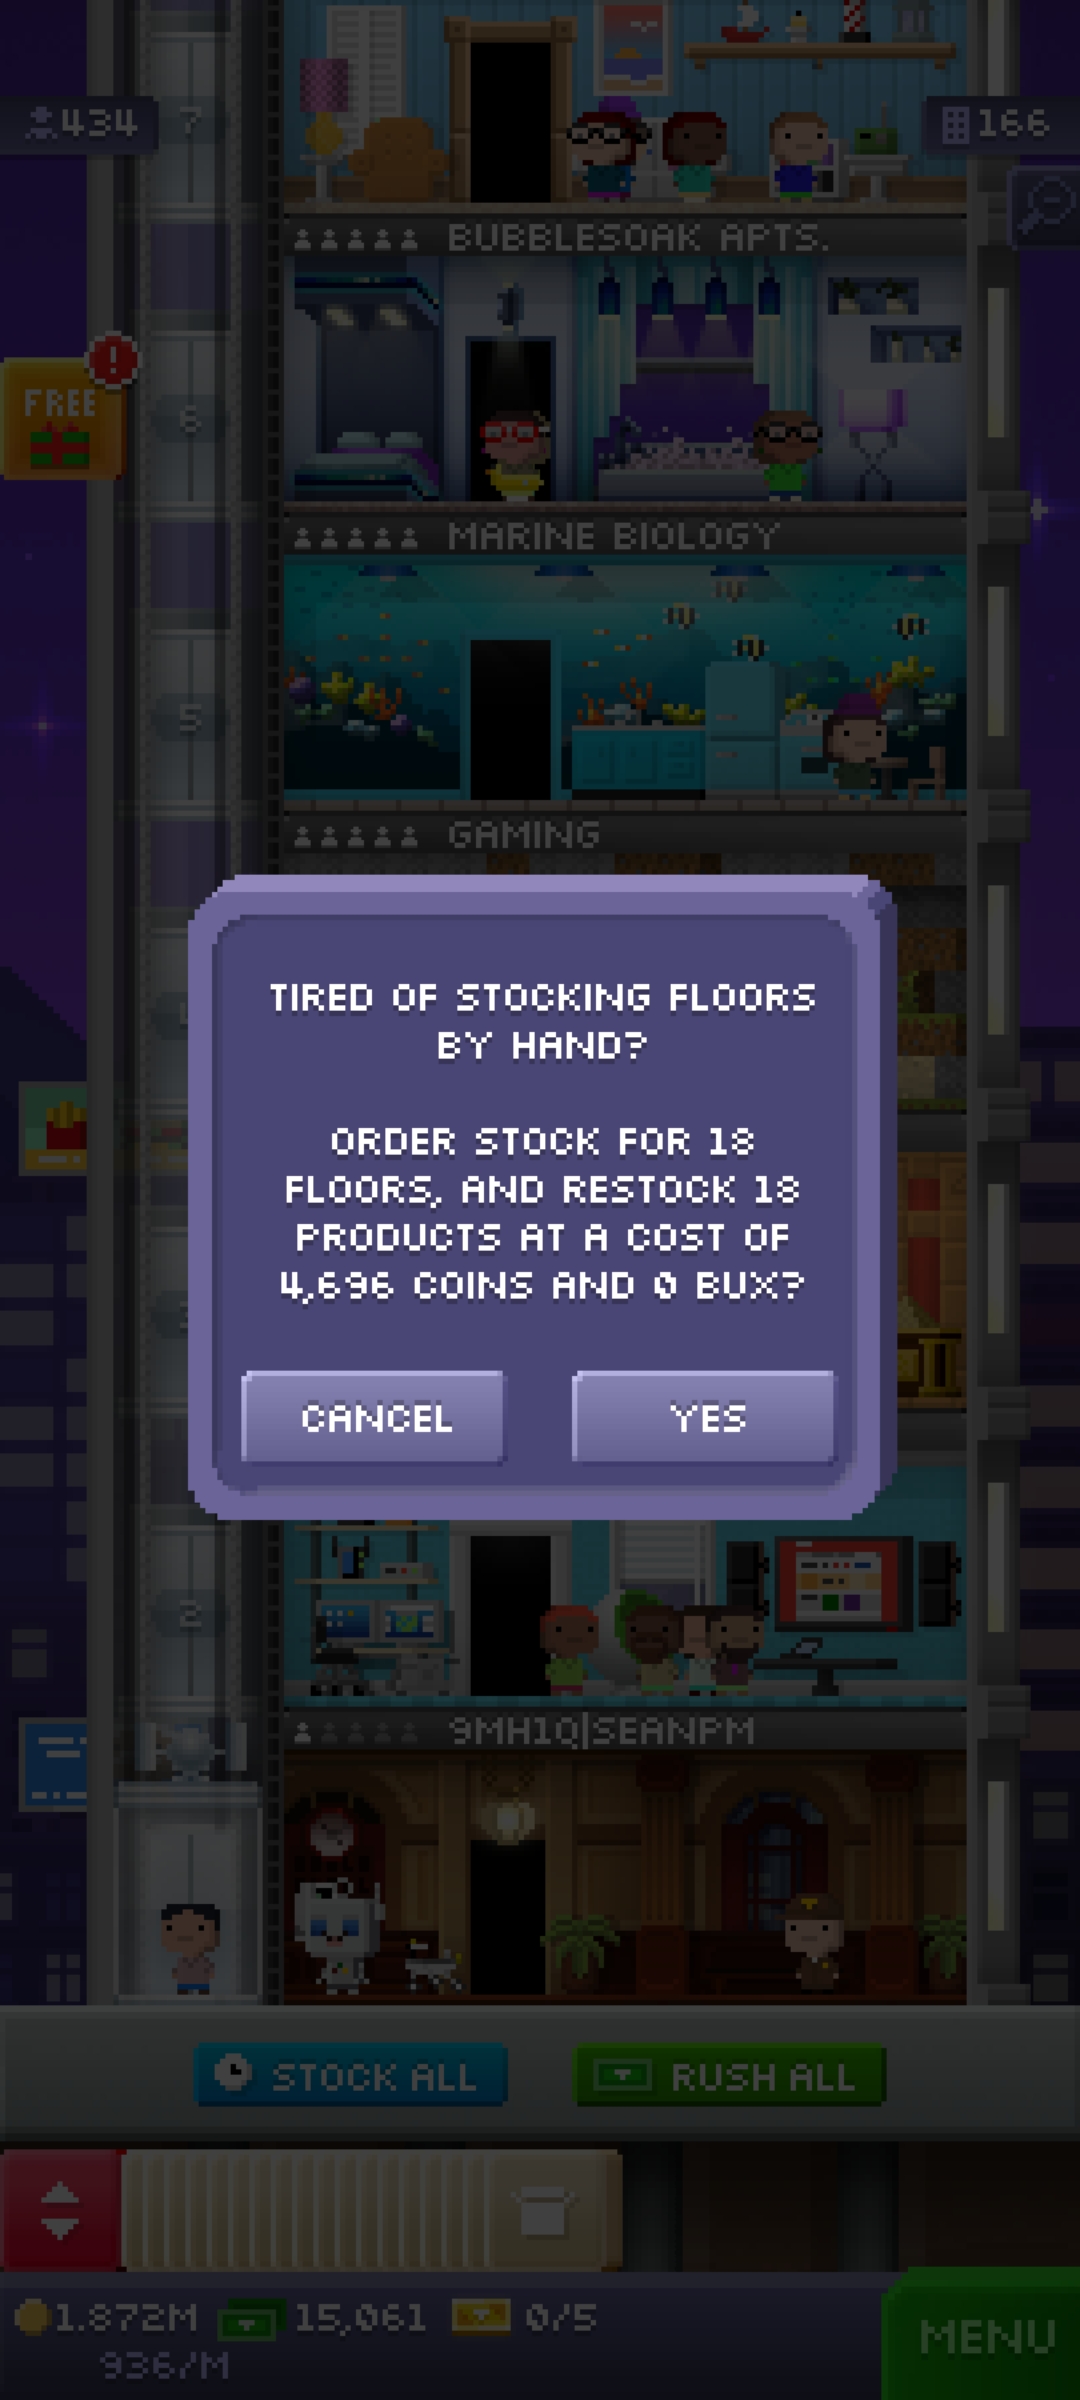 434
7
166
BUBBLESOAK APTS.
FREE
!
6
MARINE BIOLOGY
5
GAMING
TIRED OF STOCKING FLOORS
BY HAND?
ORDER STOCK FOR 18
FLOORS, AND RESTOCK 18
PRODUCTS AT A COST OF
4,696 COINS AND 0 BUX?
CANCEL
YES
2
9MH1Q|SEANPM
STOCK ALL
RUSH ALL
1.872M
15,061
0/5
936/M
MENU